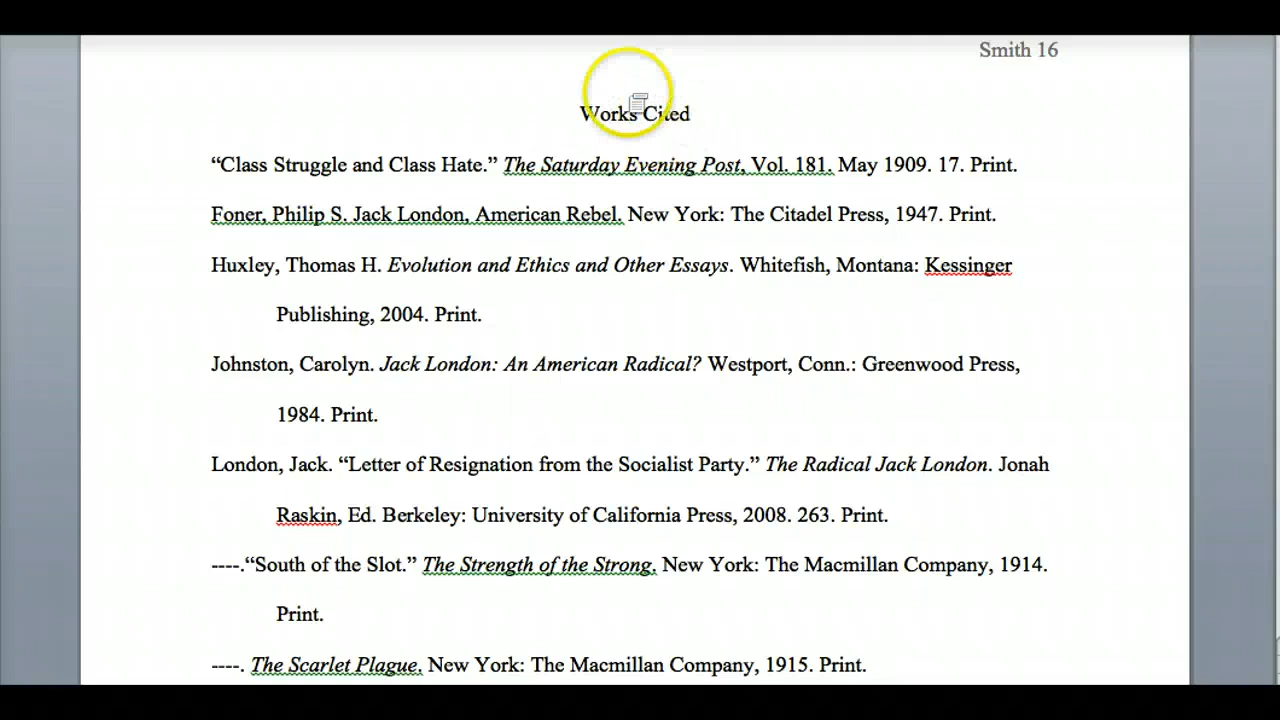 Smith 16
Works Cited
“Class Struggle and Class Hate.” The Saturday Evening Post, Vol. 181. May 1909. 17. Print.
Foner, Philip S. Jack London, American Rebel. New York: The Citadel Press, 1947. Print.
Huxley, Thomas H. Evolution and Ethics and Other Essays. Whitefish, Montana: Kessinger
Publishing, 2004. Print.
Johnston, Carolyn. Jack London: An American Radical? Westport, Conn.: Greenwood Press,
1984. Print.
London, Jack. “Letter of Resignation from the Socialist Party.” The Radical Jack London. Jonah
Raskin, Ed. Berkeley: University of California Press, 2008. 263. Print.
----.“South of the Slot.” The Strength of the Strong. New York: The Macmillan Company, 1914.
Print.
----. The Scarlet Plague. New York: The Macmillan Company, 1915. Print.